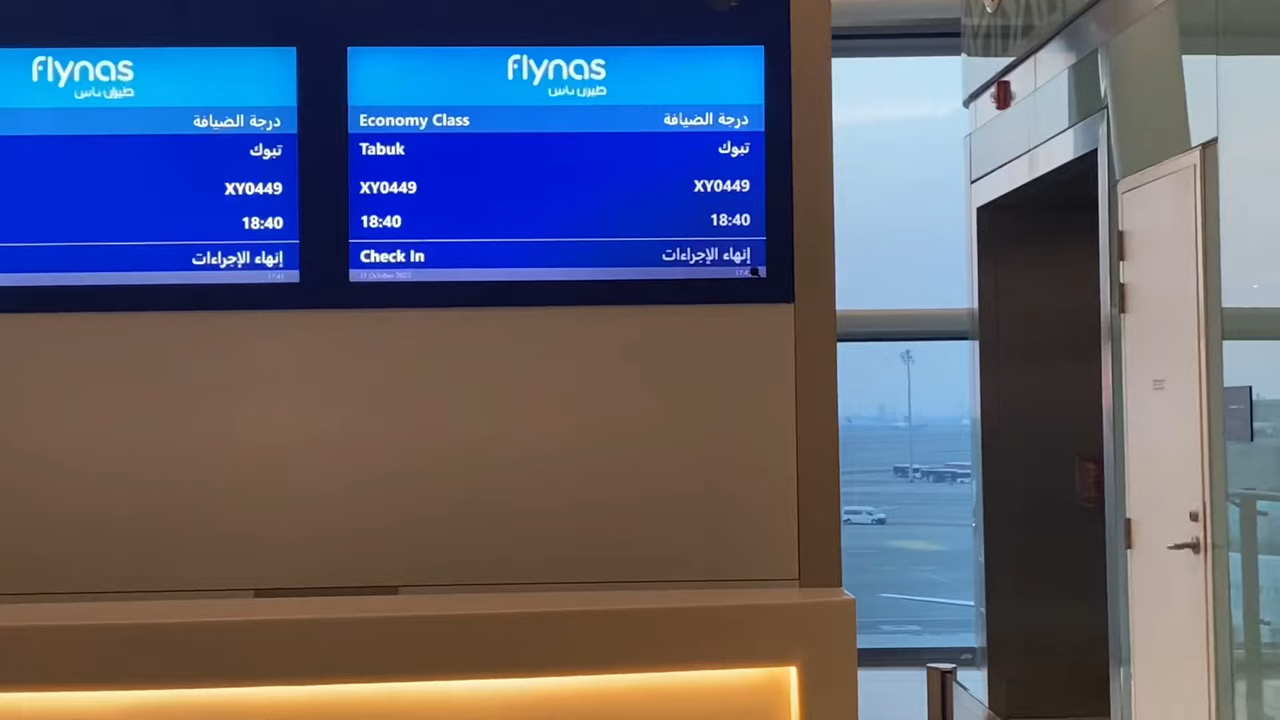 flynas
طيران ناس
درجة الضيافة
تبوك
XY0449
18:40
إنهاء الإجراءات
flynas
طيران ناس
Economy Class درجة الضيافة
Tabuk تبوك
XY0449 XY0449
18:40 18:40
Check In إنهاء الإجراءات